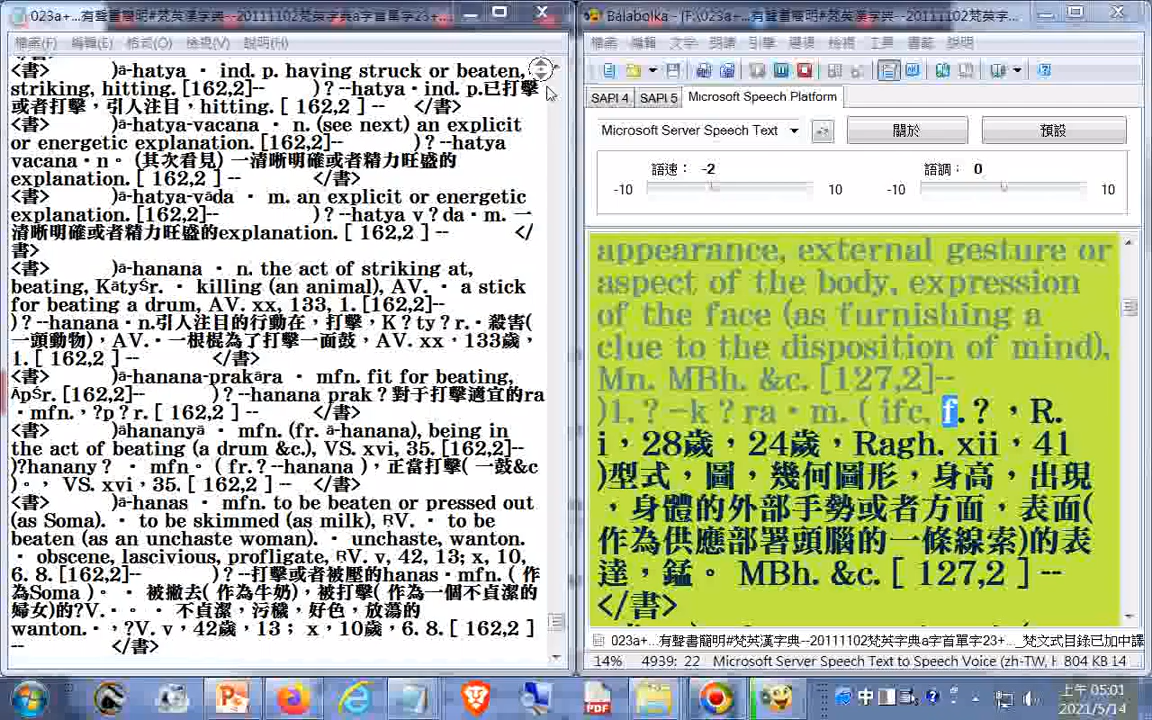 023a+...有聲書簡明#梵英漢字典--20111102梵英字典a字首單字23+...
檔案(F) 編輯(E) 格式(O) 檢視(V) 說明(H)
<書> )ā-hatya • ind. p. having struck or beaten,
striking, hitting. [162,2]-- )？--hatya • ind. p.已打擊
或者打擊，引人注目，hitting. [ 162,2 ] </書>
<書> )ā-hatya-vacana • n. (see next) an explicit
or energetic explanation. [162,2]-- )？--hatya
vacana • n。 (其次看見) 一清晰明確或者精力旺盛的
explanation. [ 162,2 ] -- </書>
<書> )ā-hatya-vāda • m. an explicit or energetic
explanation. [162,2]-- )？--hatya v？da • m. 一
清晰明確或者精力旺盛的explanation. [ 162,2 ] -- </
書>
<書> )ā-hanana • n. the act of striking at,
beating, KātyŚr. • killing (an animal), AV. • a stick
for beating a drum, AV. xx, 133, 1. [162,2]--
)？--hanana • n.引人注目的行動在，打擊，K？ty？r. • 殺害(
一頭動物)，AV. • 一根棍為了打擊一面鼓，AV. xx，133歲，
1. [ 162,2 ] </書>
<書> )ā-hanana-prakāra • mfn. fit for beating,
ApŚr. [162,2]-- )？--hanana prak？對于打擊適宜的ra
• mfn.，?p？r. [ 162,2 ] -- </書>
<書> )āhananyā • mfn. (fr. ā-hanana), being in
the act of beating (a drum &c.), VS. xvi, 35. [162,2]--
)?hanany？ • mfn。 ( fr.？--hanana )，正當打擊( 一鼓&c
)。， VS. xvi，35. [ 162,2 ] </書>
<書> )ā-hanas • mfn. to be beaten or pressed out
(as Soma). • to be skimmed (as milk), RV. • to be
beaten (as an unchaste woman). • unchaste, wanton.
• obscene, lascivious, profligate, RV. v, 42, 13; x, 10,
6. 8. [162,2]-- )？--打擊或者被壓的hanas • mfn. ( 作
為Soma )。 • 被撇去( 作為牛奶)，被打擊( 作為一個不貞潔的
婦女)的?V. • 。 • 不貞潔，污穢，好色，放蕩的
wanton. •，?V. v，42歲，13； x，10歲，6. 8. [ 162,2 ]
-- </書>
Balabolka - [F:\023a+...有聲書簡明#梵英漢字典--20111102梵英字...
檔案 編輯 文字 朗讀 引擎 選項 檢視 工具 書籤 說明
SAPI 4 SAPI 5 Microsoft Speech Platform
Microsoft Server Speech Text 關於 預設
語速： -2 語調： 0
-10 10 -10 10
appearance, external gesture or
aspect of the body, expression
of the face (as furnishing a
clue to the disposition of mind),
Mn. MBh. &c. [127,2]--
)1.？--k？ra • m. ( ifc, f.？，R.
i，28歲，24歲，Ragh. xii，41
)型式，圖，幾何圖形，身高，出現
，身體的外部手勢或者方面，表面(
作為供應部署頭腦的一條線索)的表
達，錳。 MBh. &c. [ 127,2 ] --
</書>
023a+...有聲書簡明#梵英漢字典--20111102梵英字典a字首單字23+..._梵文式目錄已加中譯
14% 4939: 22 Microsoft Server Speech Text to Speech Voice (zh-TW, H 804 KB 14
中
上午 05:01
2021/5/14